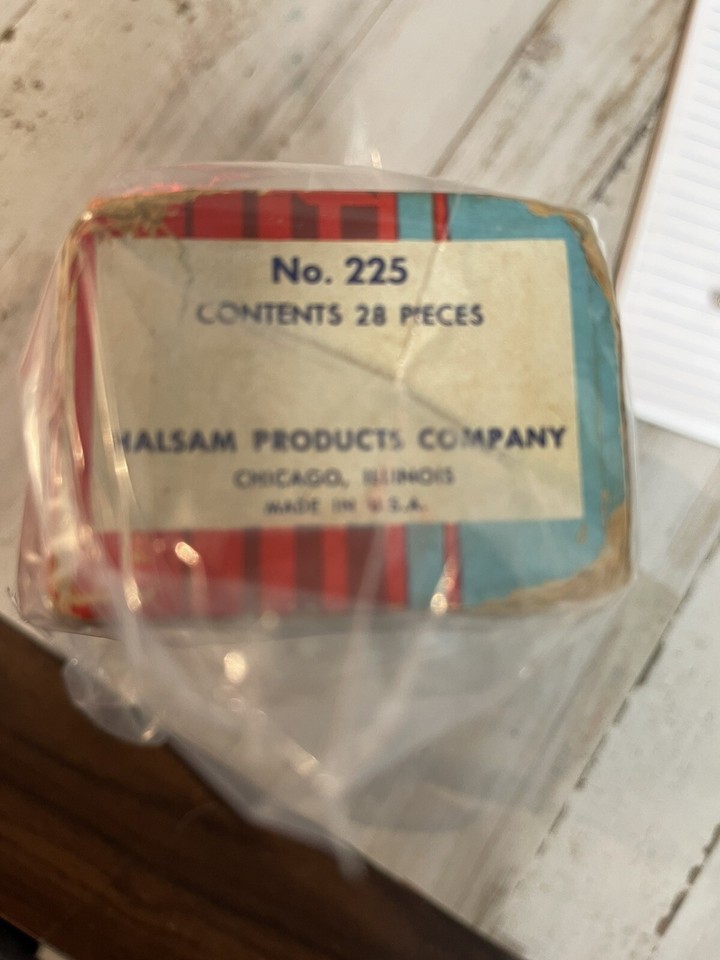 No. 225
CONTENTS 28 PIECES
HALSAM PRODUCTS COMPANY
CHICAGO, ILLINOIS
MADE IN U.S.A.